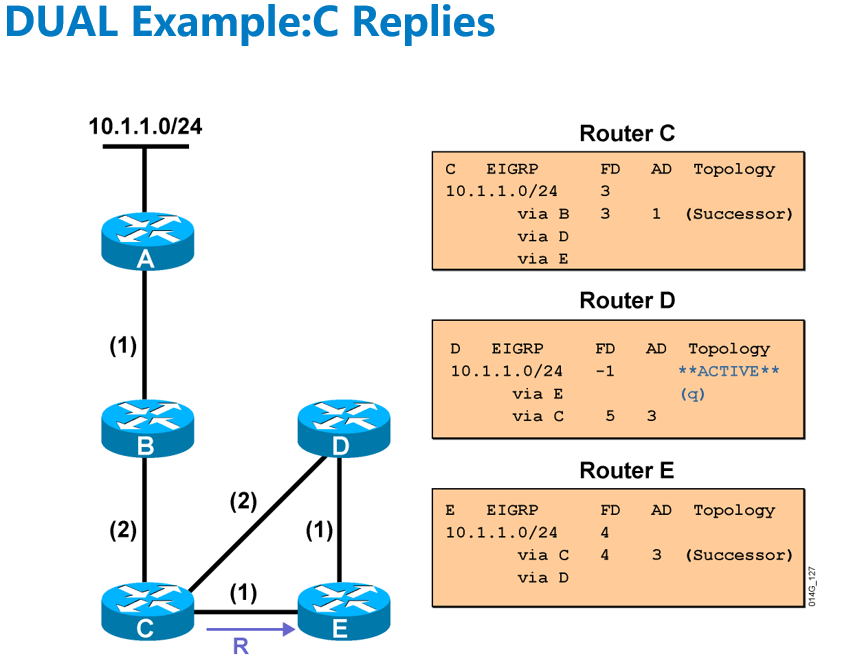 DUAL Example:C Replies
10.1.1.0/24
A
(1)
B
D
(2)
(2)
(1)
(1)
C
E
R
Router C
C EIGRP FD AD Topology
10.1.1.0/24 3
via B 3 1 (Successor)
via D
via E
Router D
D EIGRP FD AD Topology
10.1.1.0/24 -1 **ACTIVE**
via E (q)
via C 5 3
Router E
E EIGRP FD AD Topology
10.1.1.0/24 4
via C 4 3 (Successor)
via D
014G_127